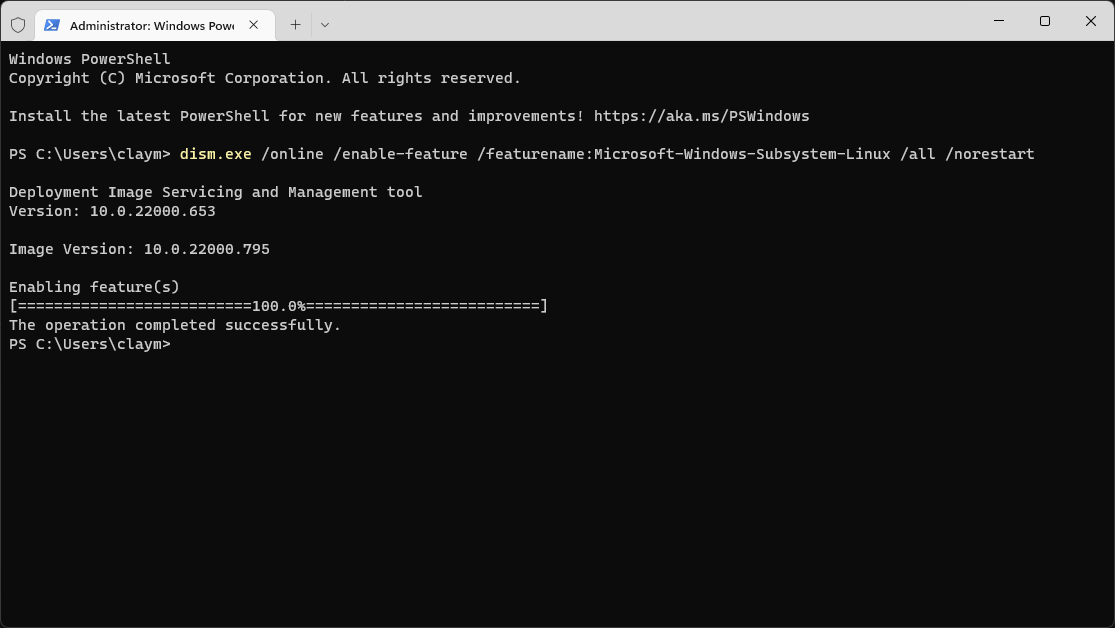 Administrator: Windows Powe
Windows PowerShell
Copyright (C) Microsoft Corporation. All rights reserved.
Install the latest PowerShell for new features and improvements! https://aka.ms/PSWindows
PS C:\Users\claym> dism.exe /online /enable-feature /featurename:Microsoft-Windows-Subsystem-Linux /all /norestart
Deployment Image Servicing and Management tool
Version: 10.0.22000.653
Image Version: 10.0.22000.795
Enabling feature(s)
[==========================100.0%==========================]
The operation completed successfully.
PS C:\Users\claym>